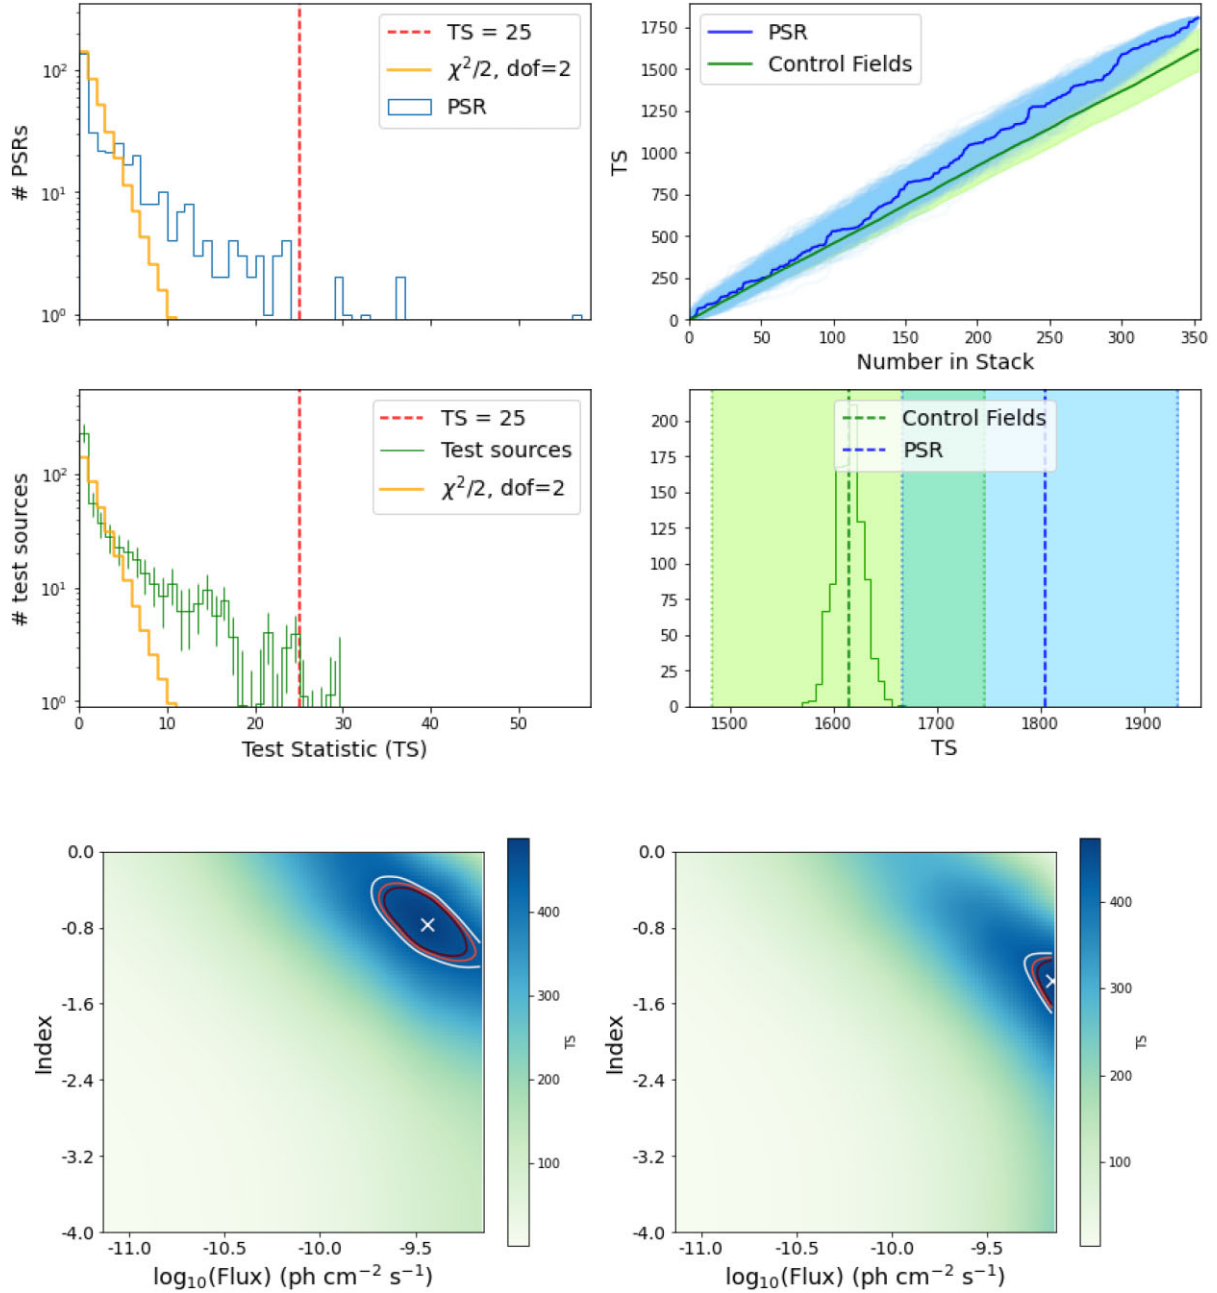 TS = 25
χ²/2, dof=2
PSR
10²
10¹
10⁰
# PSRs
PSR
Control Fields
1750
1500
1250
1000
750
500
250
0
TS
0 50 100 150 200 250 300 350
Number in Stack
TS = 25
Test sources
χ²/2, dof=2
10²
10¹
10⁰
# test sources
0 10 20 30 40 50
Test Statistic (TS)
Control Fields
PSR
200
175
150
125
100
75
50
25
0
1500 1600 1700 1800 1900
TS
0.0
-0.8
-1.6
-2.4
-3.2
-4.0
Index
-11.0 -10.5 -10.0 -9.5
log₁₀(Flux) (ph cm⁻² s⁻¹)
400
300
200
100
TS
0.0
-0.8
-1.6
-2.4
-3.2
-4.0
Index
-11.0 -10.5 -10.0 -9.5
log₁₀(Flux) (ph cm⁻² s⁻¹)
400
300
200
100
TS